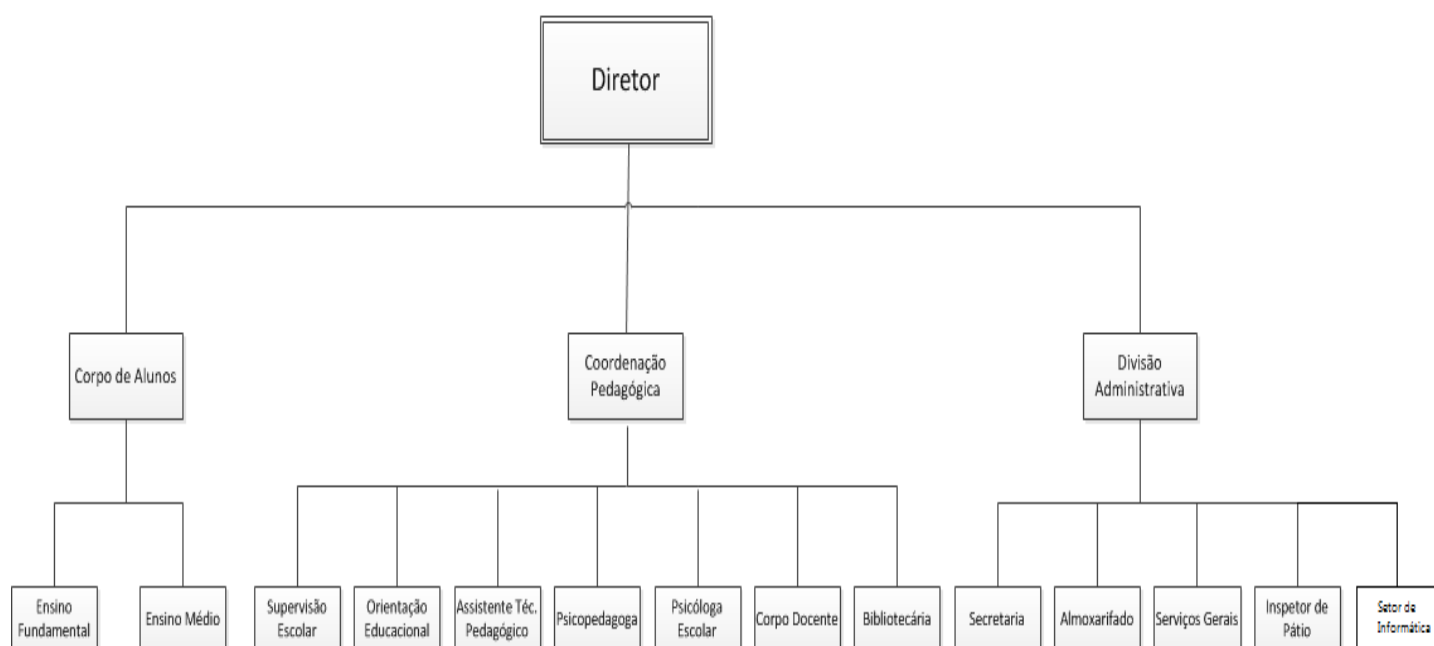 Diretor
Corpo de Alunos
Coordenação
Pedagógica
Divisão
Administrativa
Ensino
Fundamental
Ensino Médio
Supervisão
Escolar
Orientação
Educacional
Assistente Téc.
Pedagógico
Psicopedagoga
Psicóloga
Escolar
Corpo Docente
Bibliotecária
Secretaria
Almoxarifado
Serviços Gerais
Inspetor de
Pátio
Setor de
Informática